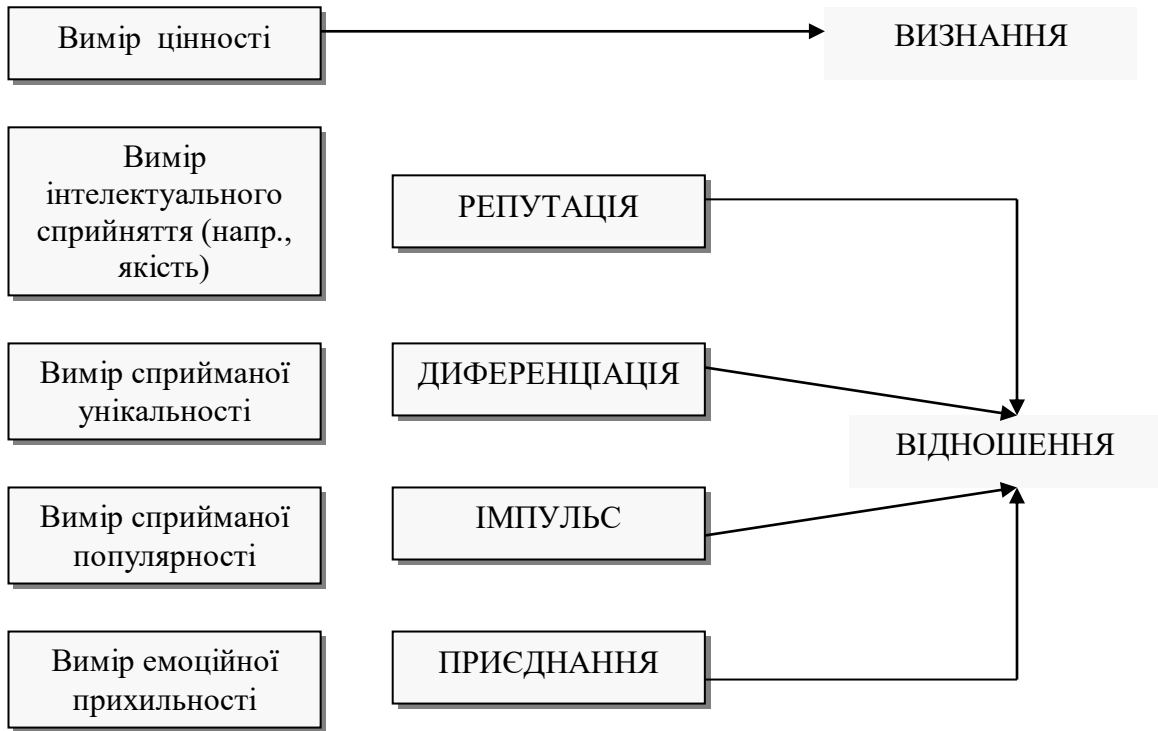 Вимір цінності
ВИЗНАННЯ
Вимір
інтелектуального
сприйняття (напр.,
якість)
РЕПУТАЦІЯ
Вимір сприйманої
унікальності
ДИФЕРЕНЦІАЦІЯ
ВІДНОШЕННЯ
Вимір сприйманої
популярності
ІМПУЛЬС
Вимір емоційної
прихильності
ПРИЄДНАННЯ